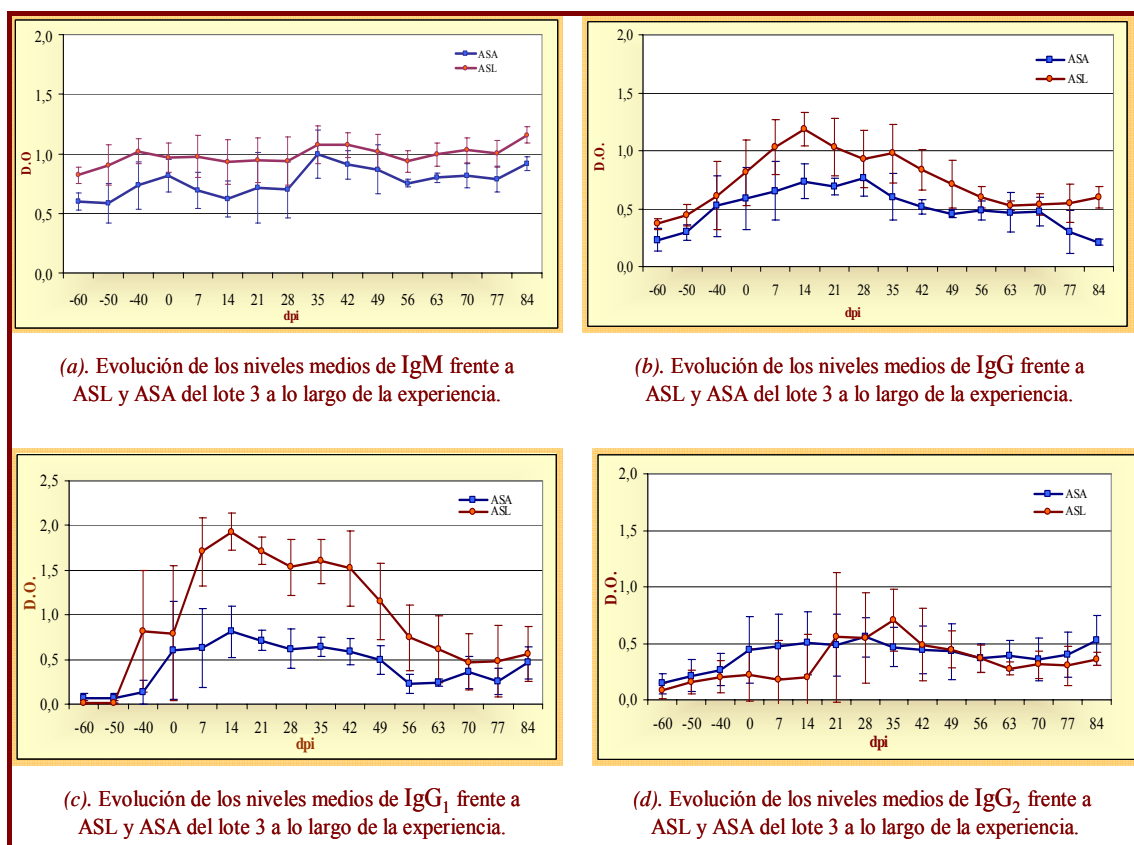 2,0
1,5
1,0
0,5
0,0
D.O
ASA
ASL
-60 -50 -40 0 7 14 21 28 35 42 49 56 63 70 77 84
dpi
(a). Evolución de los niveles medios de IgM frente a
ASL y ASA del lote 3 a lo largo de la experiencia.
2,0
1,5
1,0
0,5
0,0
D.O.
ASA
ASL
-60 -50 -40 0 7 14 21 28 35 42 49 56 63 70 77 84
dpi
(b). Evolución de los niveles medios de IgG frente a
ASL y ASA del lote 3 a lo largo de la experiencia.
2,5
2,0
1,5
1,0
0,5
0,0
D.O.
ASA
ASL
-60 -50 -40 0 7 14 21 28 35 42 49 56 63 70 77 84
dpi
(c). Evolución de los niveles medios de IgG₁ frente a
ASL y ASA del lote 3 a lo largo de la experiencia.
2,0
1,5
1,0
0,5
0,0
D.O.
ASA
ASL
-60 -50 -40 0 7 14 21 28 35 42 49 56 63 70 77 84
dpi
(d). Evolución de los niveles medios de IgG₂ frente a
ASL y ASA del lote 3 a lo largo de la experiencia.